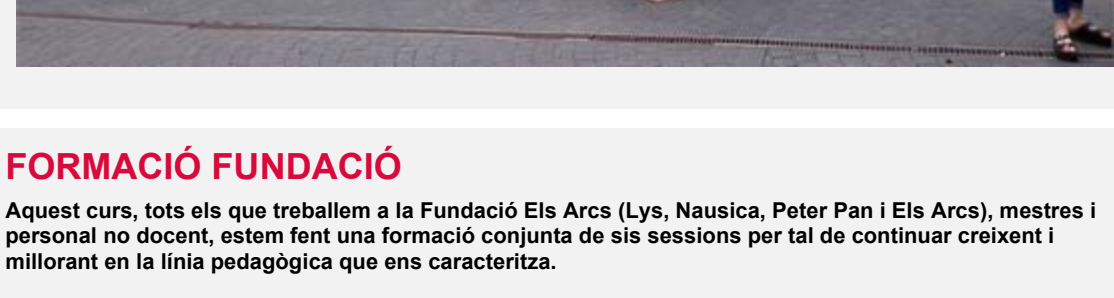 FORMACIÓ FUNDACIÓ
Aquest curs, tots els que treballem a la Fundació Els Arcs (Lys, Nausica, Peter Pan i Els Arcs), mestres i
personal no docent, estem fent una formació conjunta de sis sessions per tal de continuar creixent i
millorant en la línia pedagògica que ens caracteritza.